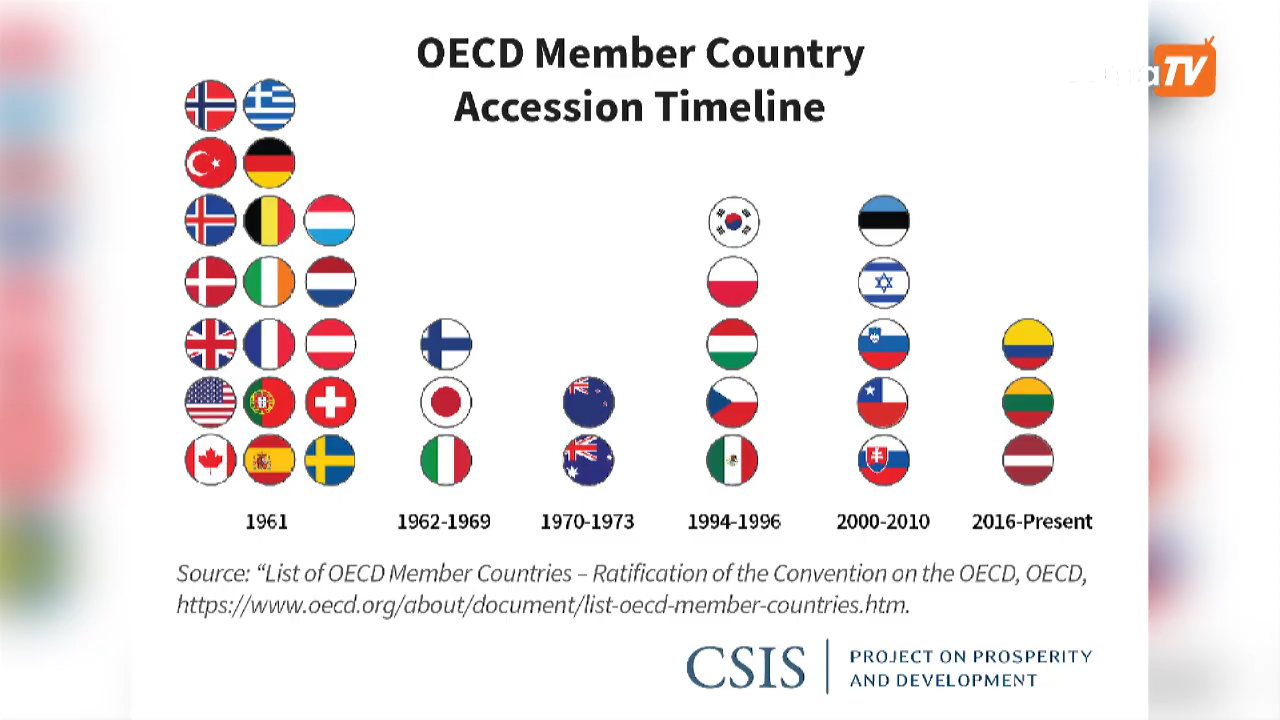 OECD Member Country
Accession Timeline
TV
1961
1962-1969
1970-1973
1994-1996
2000-2010
2016-Present
Source: “List of OECD Member Countries – Ratification of the Convention on the OECD, OECD,
https://www.oecd.org/about/document/list-oecd-member-countries.htm.
CSIS
PROJECT ON PROSPERITY
AND DEVELOPMENT